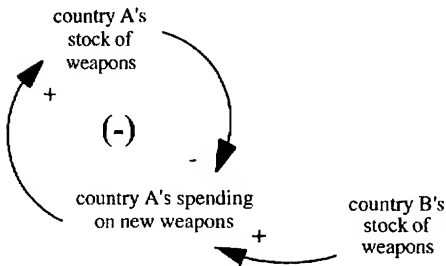 country A's
stock of
weapons
+
(-)
-
country A's spending
on new weapons
+
country B's
stock of
weapons